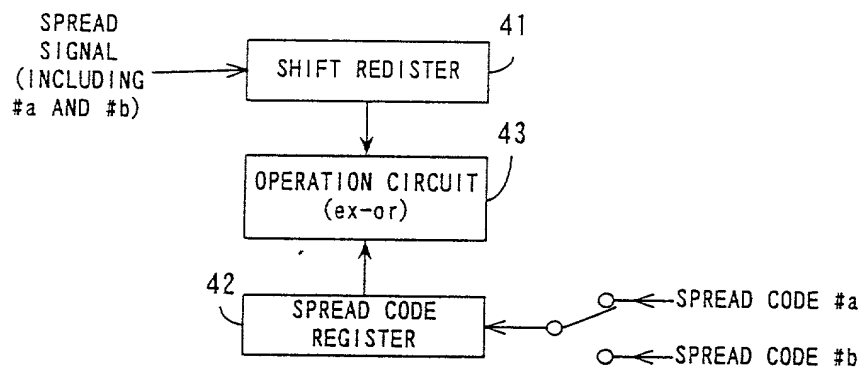 SPREAD
SIGNAL
(INCLUDING
#a AND #b)
41
SHIFT REDISTER
43
OPERATION CIRCUIT
(ex-or)
42
SPREAD CODE
REGISTER
SPREAD CODE #a
SPREAD CODE #b